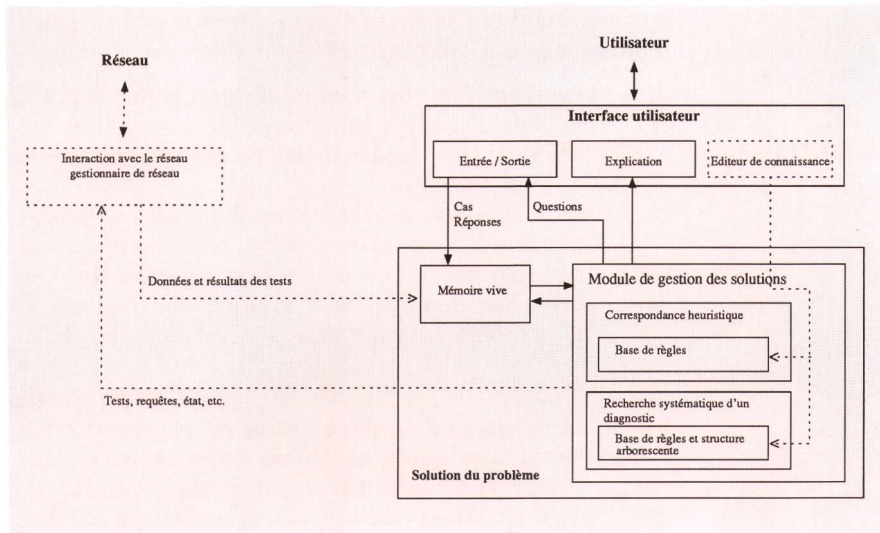 Utilisateur
Réseau
Interface utilisateur
Interaction avec le réseau
gestionnaire de réseau
Entrée / Sortie
Explication
Editeur de connaissance
Cas
Réponses
Questions
Données et résultats des tests
Mémoire vive
Module de gestion des solutions
Correspondance heuristique
Base de règles
Tests, requêtes, état, etc.
Recherche systématique d'un
diagnostic
Base de règles et structure
arborescente
Solution du problème